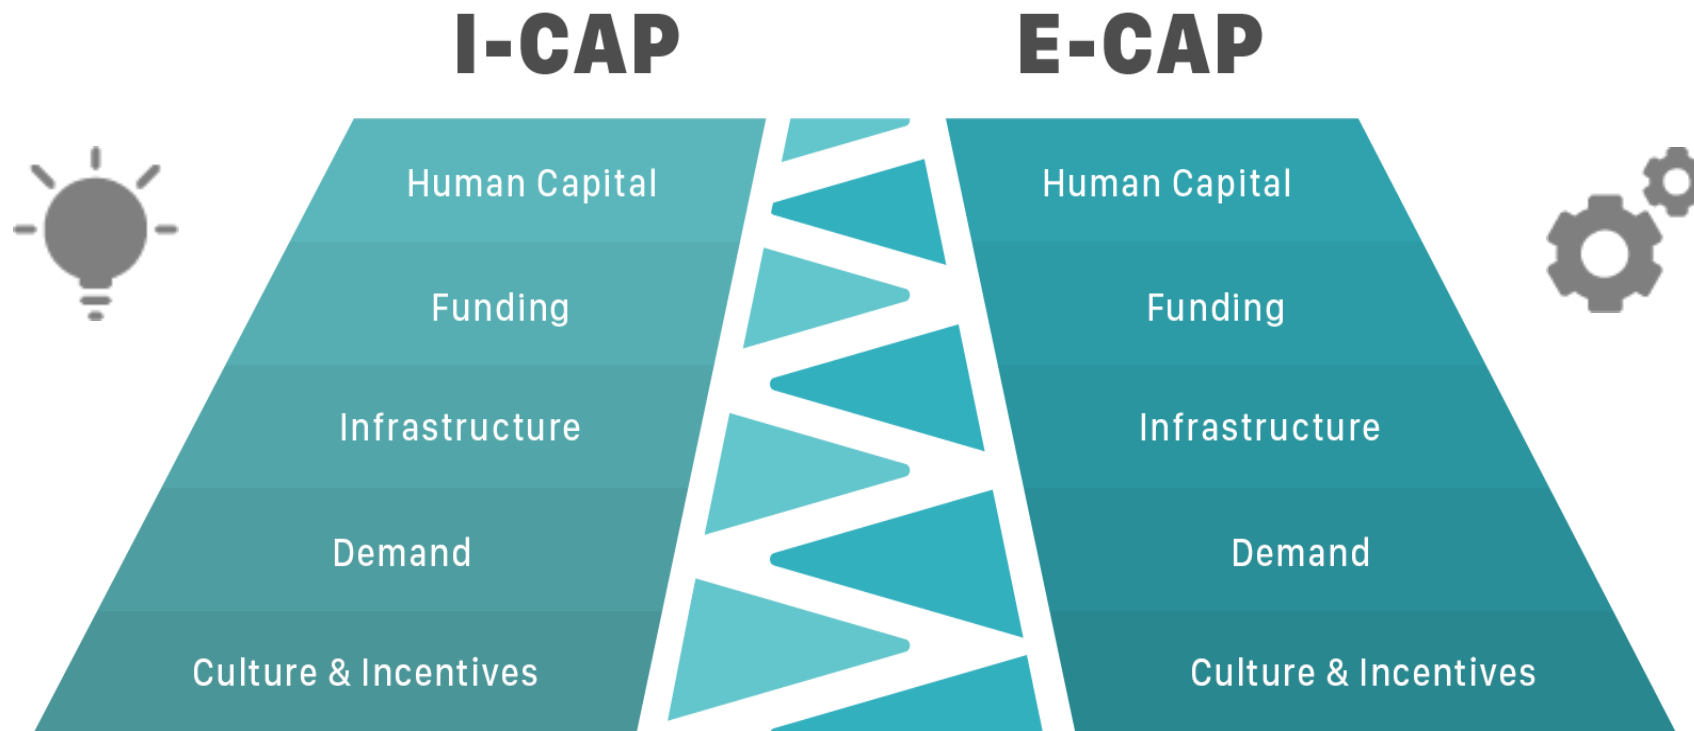 I-CAP
E-CAP
Human Capital
Human Capital
Funding
Funding
Infrastructure
Infrastructure
Demand
Demand
Culture & Incentives
Culture & Incentives